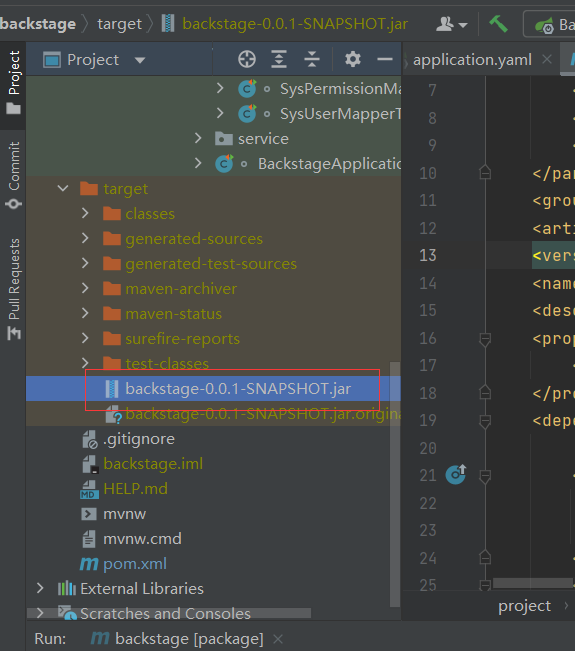 backstage > target > backstage-0.0.1-SNAPSHOT.jar
Project
Commit
Pull Requests
Project
SysPermissionMa
SysUserMapperT
service
BackstageApplicatio
target
classes
generated-sources
generated-test-sources
maven-archiver
maven-status
surefire-reports
test-classes
backstage-0.0.1-SNAPSHOT.jar
backstage-0.0.1-SNAPSHOT.jar.origina
.gitignore
backstage.iml
HELP.md
mvnw
mvnw.cmd
pom.xml
External Libraries
Scratches and Consoles
application.yaml
7
8 <
9 <
10 </par
11 <grou
12 <arti
13 <vers
14 <name
15 <desc
16 <prop
17 <
18 </pro
19 <depe
20
21 <
22
23
24 <
25 <
project
Run: backstage [package]